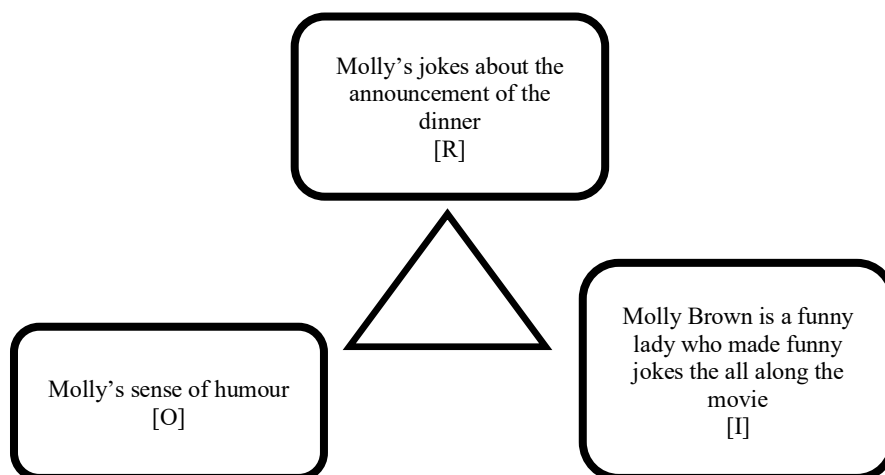 Molly’s jokes about the
announcement of the
dinner
[R]
Molly’s sense of humour
[O]
Molly Brown is a funny
lady who made funny
jokes the all along the
movie
[I]